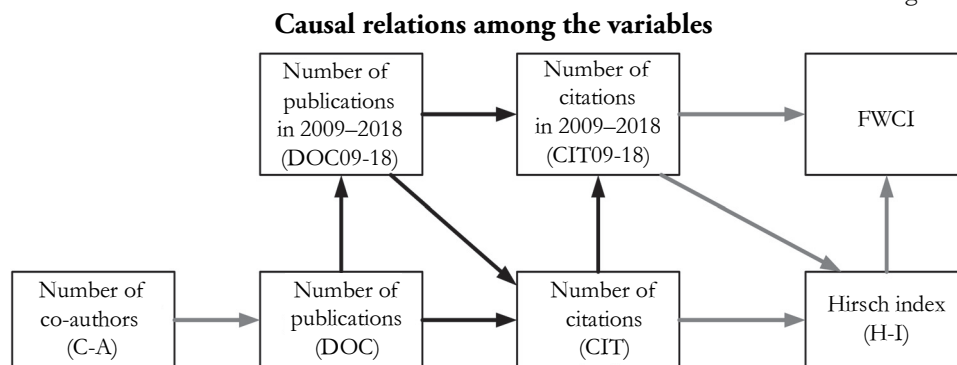 Causal relations among the variables
Number of
publications
in 2009–2018
(DOC09-18)
Number of
citations
in 2009–2018
(CIT09-18)
FWCI
Number of
co-authors
(C-A)
Number of
publications
(DOC)
Number of
citations
(CIT)
Hirsch index
(H-I)